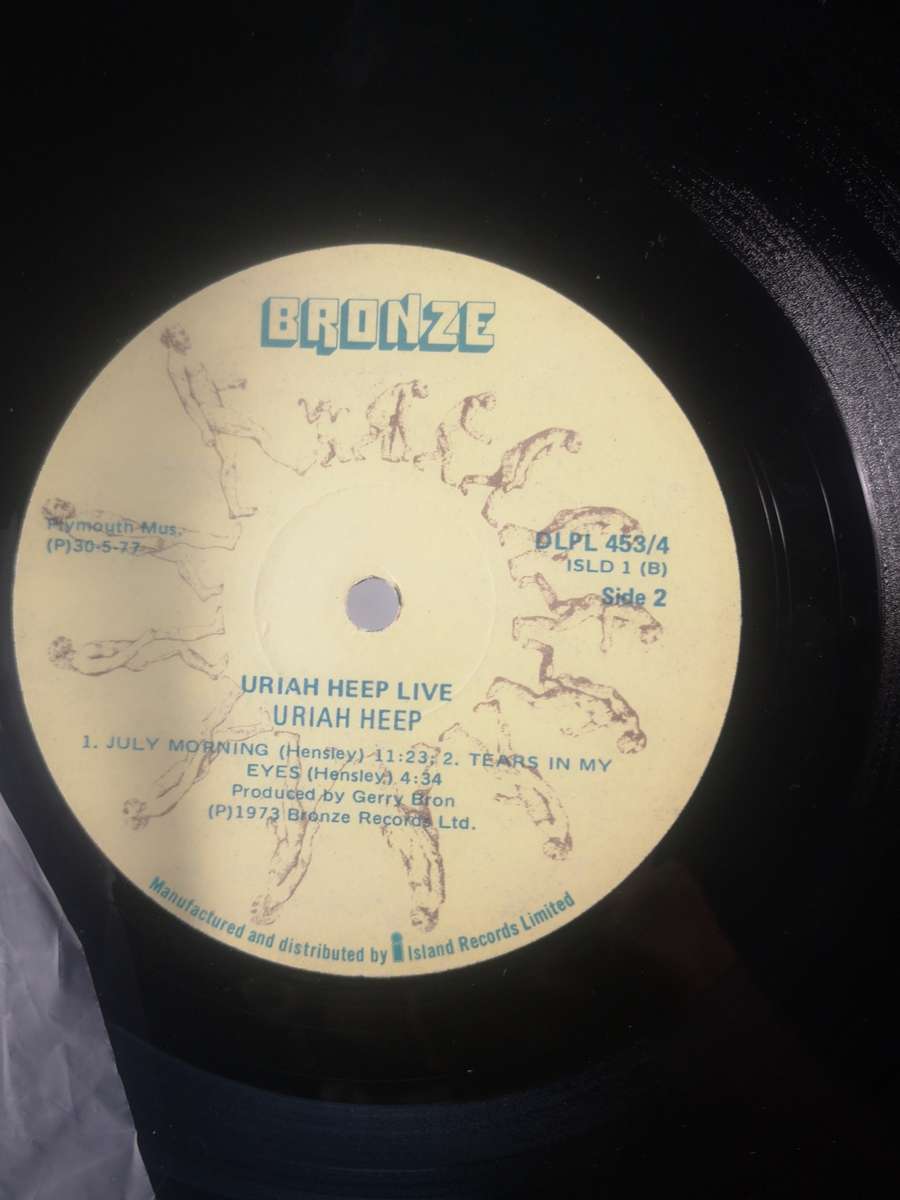 BRONZE
Plymouth Mus.
(P)30-5-77
DLPL 453/4
ISLD 1 (B)
Side 2
URIAH HEEP LIVE
URIAH HEEP
1. JULY MORNING (Hensley) 11:23; 2. TEARS IN MY
EYES (Hensley) 4:34
Produced by Gerry Bron
(P)1973 Bronze Records Ltd.
Manufactured and distributed by i Island Records Limited